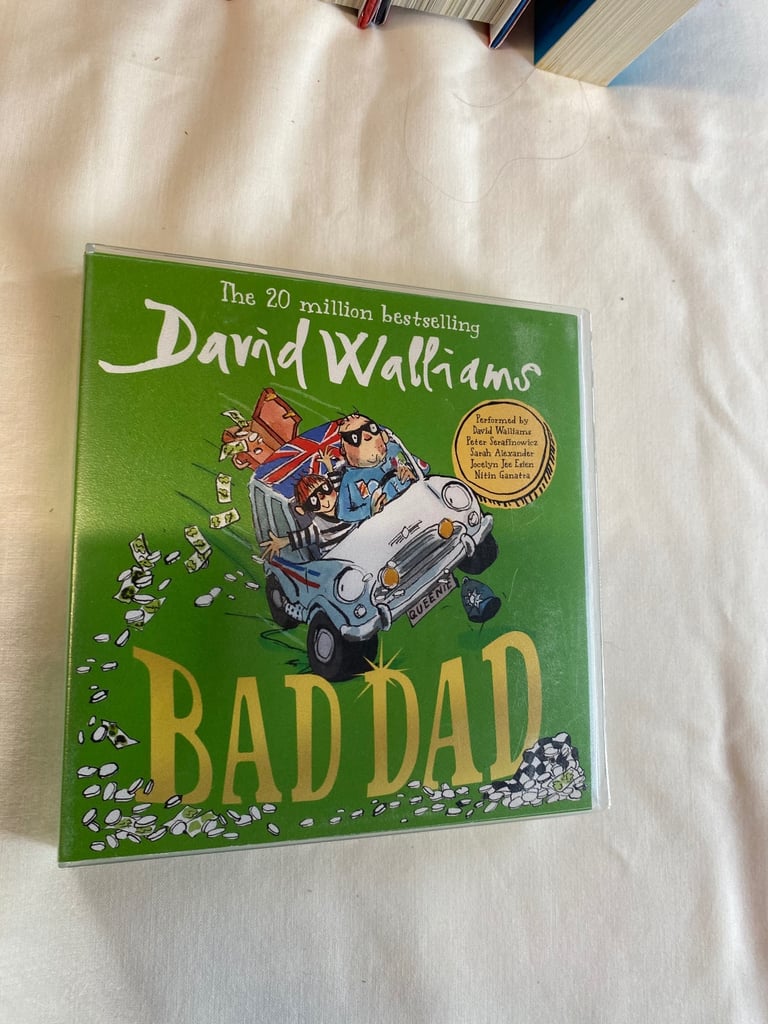 The 20 million bestselling
David Walliams
Performed by
David Walliams
Peter Serafinowicz
Sarah Alexander
Jocelyn Jee Esien
Nitin Ganatra
QUEENIE
BAD DAD